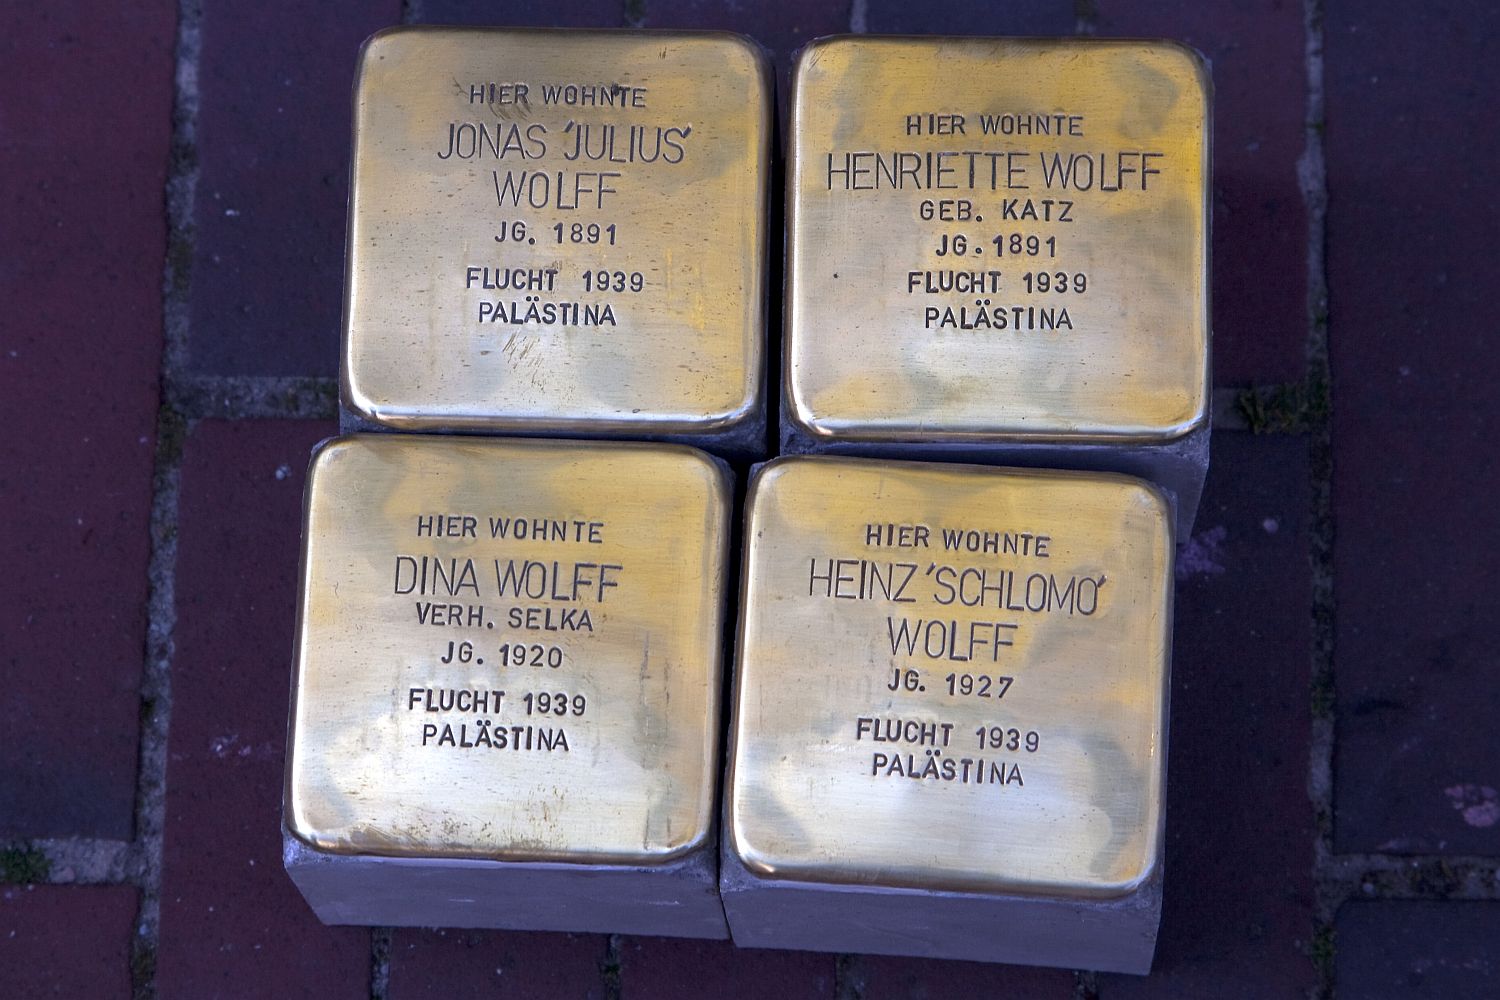 HIER WOHNTE
JONAS 'JULIUS'
WOLFF
JG. 1891
FLUCHT 1939
PALÄSTINA
HIER WOHNTE
HENRIETTE WOLFF
GEB. KATZ
JG. 1891
FLUCHT 1939
PALÄSTINA
HIER WOHNTE
DINA WOLFF
VERH. SELKA
JG. 1920
FLUCHT 1939
PALÄSTINA
HIER WOHNTE
HEINZ 'SCHLOMO'
WOLFF
JG. 1927
FLUCHT 1939
PALÄSTINA